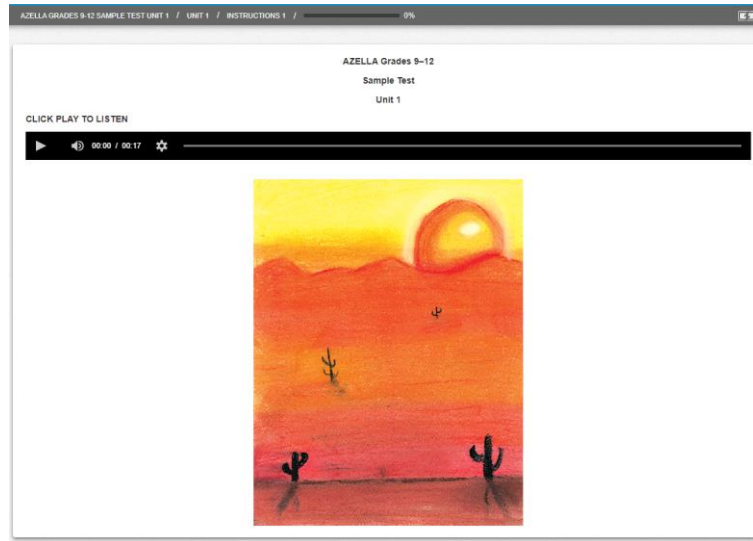 AZELLA GRADES 9-12 SAMPLE TEST UNIT 1 / UNIT 1 / INSTRUCTIONS 1 / 0%
AZELLA Grades 9–12
Sample Test
Unit 1
CLICK PLAY TO LISTEN
00:00 / 00:17